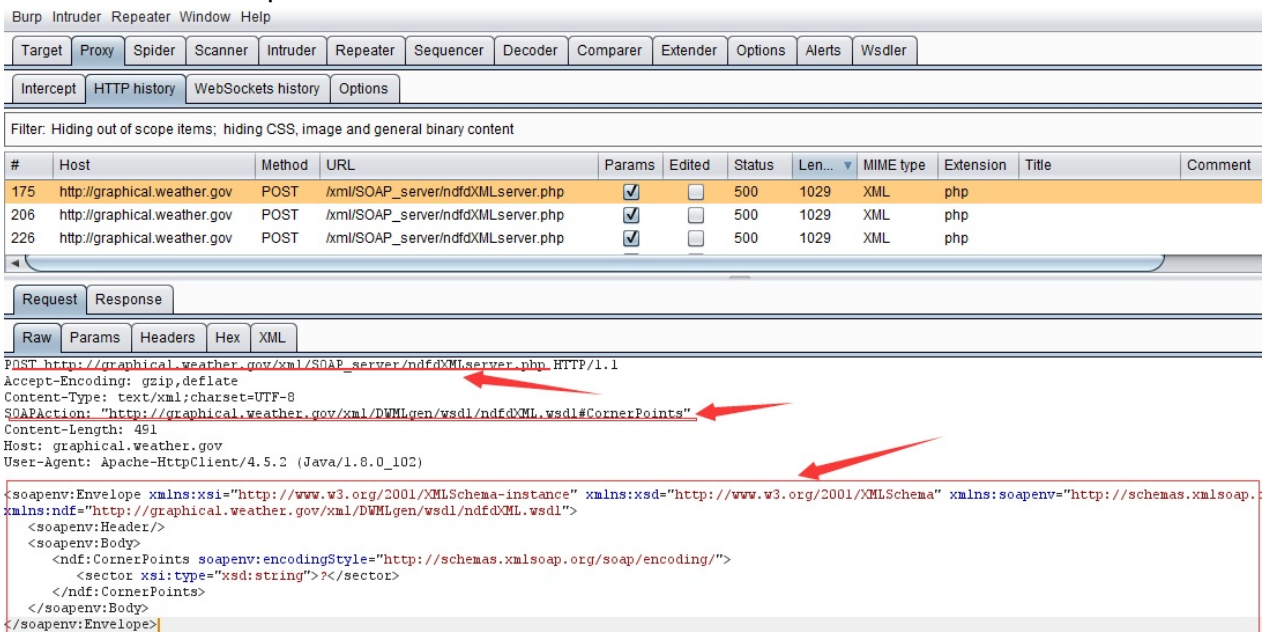 Burp Intruder Repeater Window Help
Target Proxy Spider Scanner Intruder Repeater Sequencer Decoder Comparer Extender Options Alerts Wsdler
Intercept HTTP history WebSockets history Options
Filter: Hiding out of scope items; hiding CSS, image and general binary content
# Host Method URL Params Edited Status Len... MIME type Extension Title Comment
175 http://graphical.weather.gov POST /xml/SOAP_server/ndfdXMLserver.php 500 1029 XML php
206 http://graphical.weather.gov POST /xml/SOAP_server/ndfdXMLserver.php 500 1029 XML php
226 http://graphical.weather.gov POST /xml/SOAP_server/ndfdXMLserver.php 500 1029 XML php
Request Response
Raw Params Headers Hex XML
POST http://graphical.weather.gov/xml/SOAP_server/ndfdXMLserver.php HTTP/1.1
Accept-Encoding: gzip,deflate
Content-Type: text/xml;charset=UTF-8
SOAPAction: "http://graphical.weather.gov/xml/DWMLgen/wsdl/ndfdXML.wsdl#CornerPoints"
Content-Length: 491
Host: graphical.weather.gov
User-Agent: Apache-HttpClient/4.5.2 (Java/1.8.0_102)
<soapenv:Envelope xmlns:xsi="http://www.w3.org/2001/XMLSchema-instance" xmlns:xsd="http://www.w3.org/2001/XMLSchema" xmlns:soapenv="http://schemas.xmlsoap.
xmlns:ndf="http://graphical.weather.gov/xml/DWMLgen/wsdl/ndfdXML.wsdl">
<soapenv:Header/>
<soapenv:Body>
<ndf:CornerPoints soapenv:encodingStyle="http://schemas.xmlsoap.org/soap/encoding/">
<sector xsi:type="xsd:string">?</sector>
</ndf:CornerPoints>
</soapenv:Body>
</soapenv:Envelope>